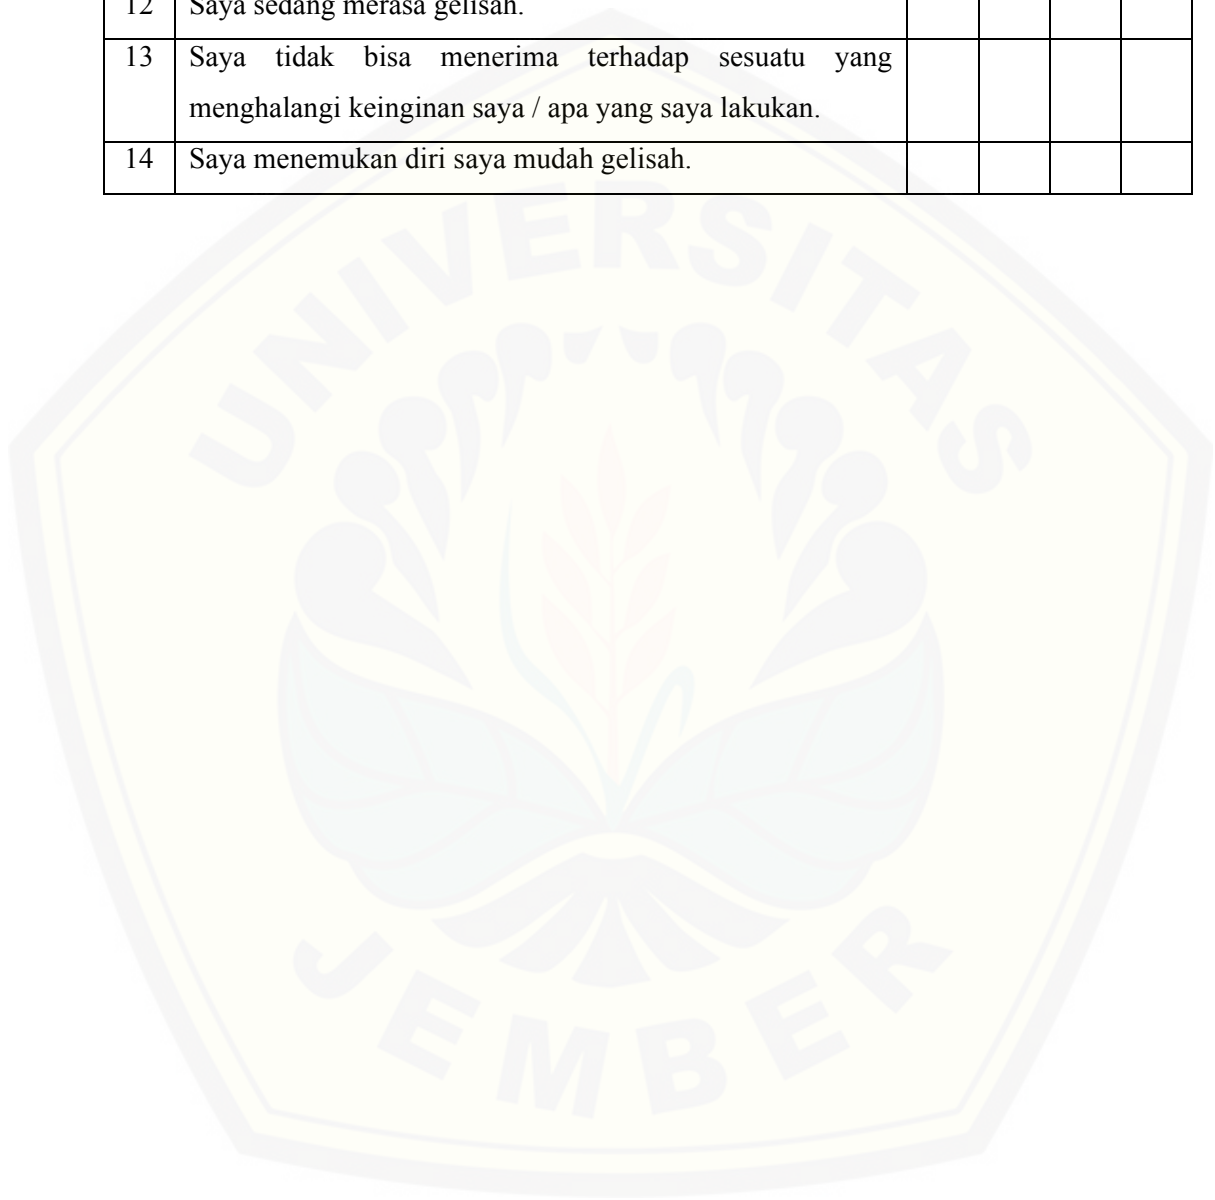 12 Saya sedang merasa gelisah.
13 Saya tidak bisa menerima terhadap sesuatu yang
menghalangi keinginan saya / apa yang saya lakukan.
14 Saya menemukan diri saya mudah gelisah.
UNIVERSITAS
JEMBER